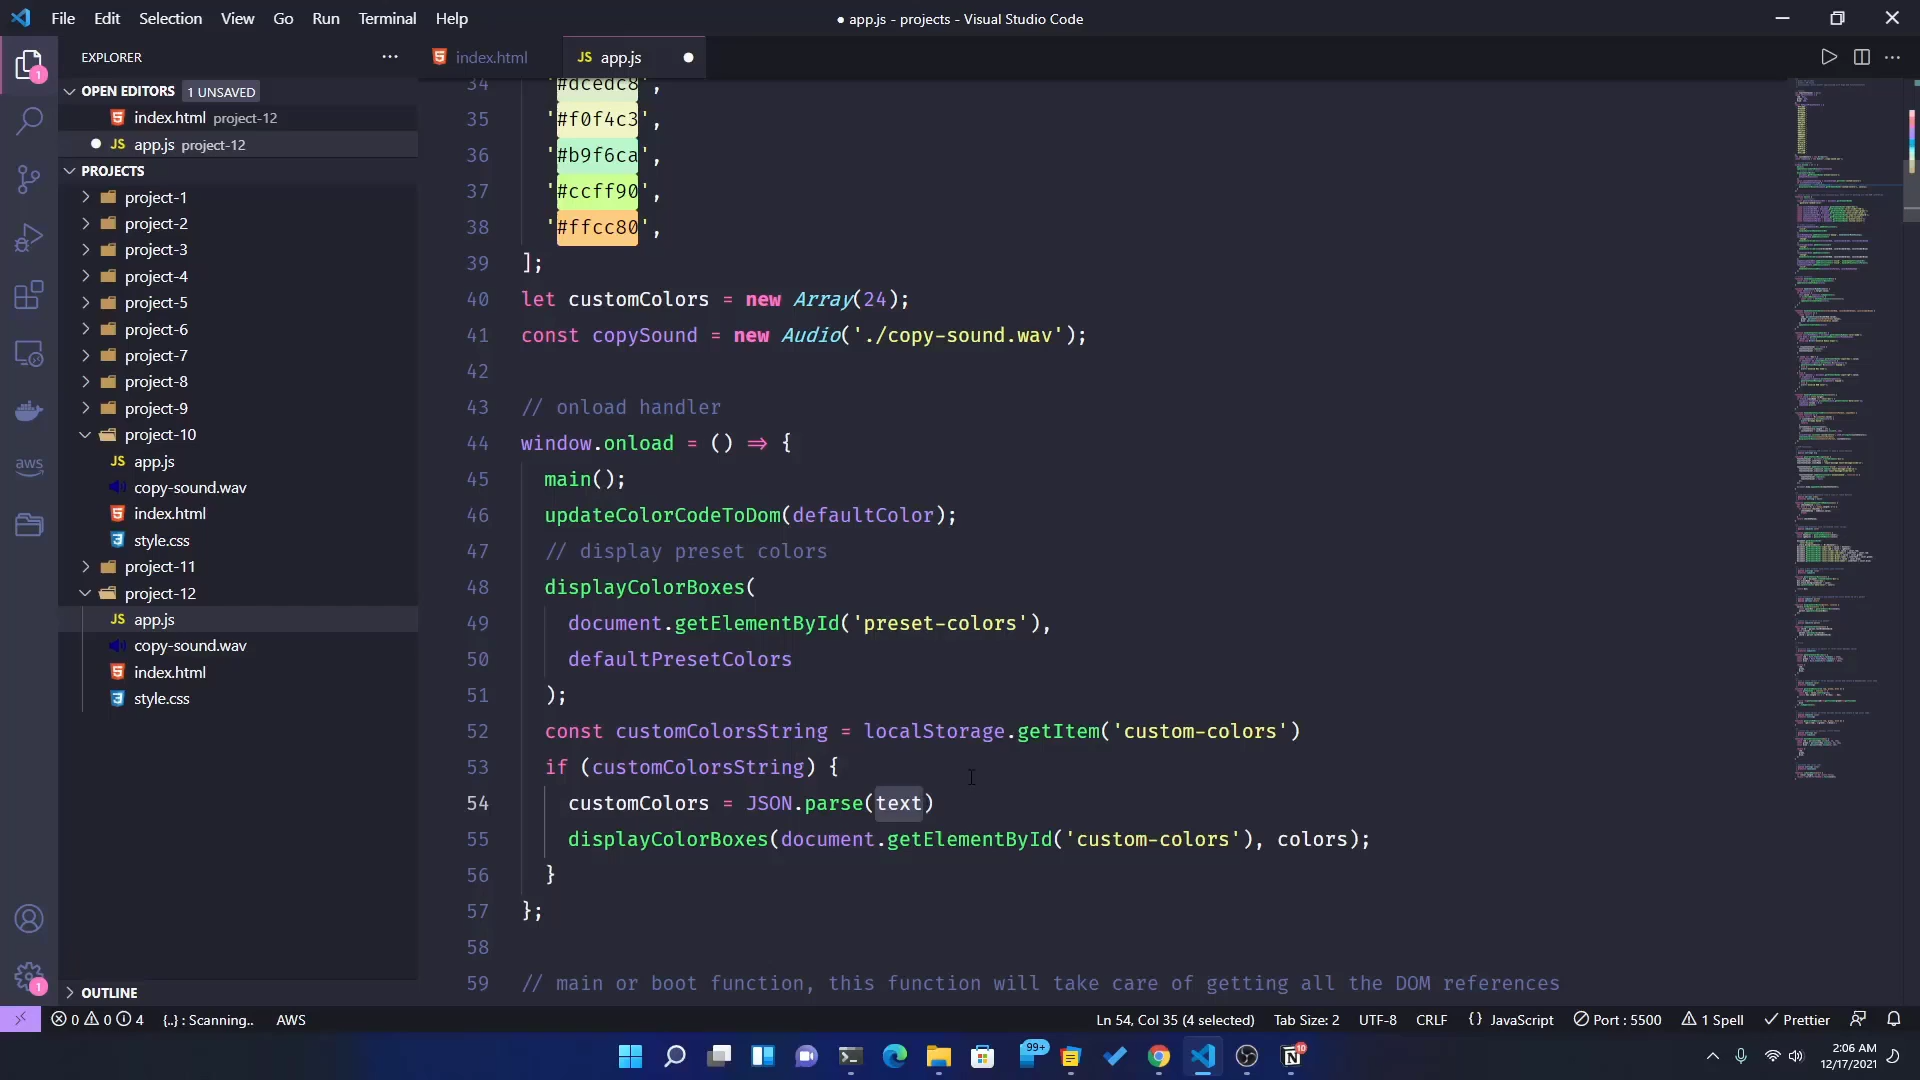 File Edit Selection View Go Run Terminal Help
● app.js - projects - Visual Studio Code
EXPLORER
OPEN EDITORS 1 UNSAVED
index.html project-12
JS app.js project-12
PROJECTS
project-1
project-2
project-3
project-4
project-5
project-6
project-7
project-8
project-9
project-10
JS app.js
copy-sound.wav
index.html
style.css
project-11
project-12
JS app.js
copy-sound.wav
index.html
style.css
OUTLINE
1
aws
1
index.html
JS app.js
34 '#dcedc8',
35 '#f0f4c3',
36 '#b9f6ca',
37 '#ccff90',
38 '#ffcc80',
39 ];
40 let customColors = new Array(24);
41 const copySound = new Audio('./copy-sound.wav');
42
43 // onload handler
44 window.onload = () => {
45 main();
46 updateColorCodeToDom(defaultColor);
47 // display preset colors
48 displayColorBoxes(
49 document.getElementById('preset-colors'),
50 defaultPresetColors
51 );
52 const customColorsString = localStorage.getItem('custom-colors')
53 if (customColorsString) {
54 customColors = JSON.parse(text)
55 displayColorBoxes(document.getElementById('custom-colors'), colors);
56 }
57 };
58
59 // main or boot function, this function will take care of getting all the DOM references
0 0 4 {..} : Scanning.. AWS
Ln 54, Col 35 (4 selected) Tab Size: 2 UTF-8 CRLF {} JavaScript Port : 5500 1 Spell Prettier
99+
10
2:06 AM
12/17/2021